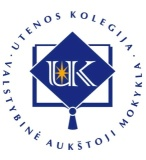 · UTENOS KOLEGIJA ·
VALSTYBINĖ AUKŠTOJI MOKYKLA
UK